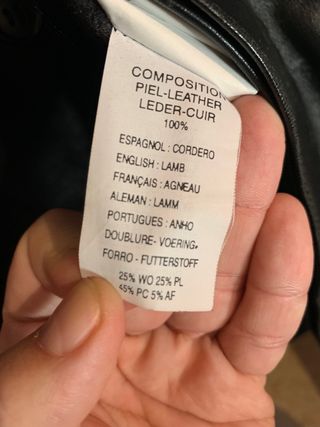 COMPOSITION
PIEL-LEATHER
LEDER-CUIR
100%
ESPAGNOL : CORDERO
ENGLISH : LAMB
FRANÇAIS : AGNEAU
ALEMAN : LAMM
PORTUGUES : ANHO
DOUBLURE - VOERING,
FORRO - FUTTERSTOFF
25% WO 25% PL
45% PC 5% AF